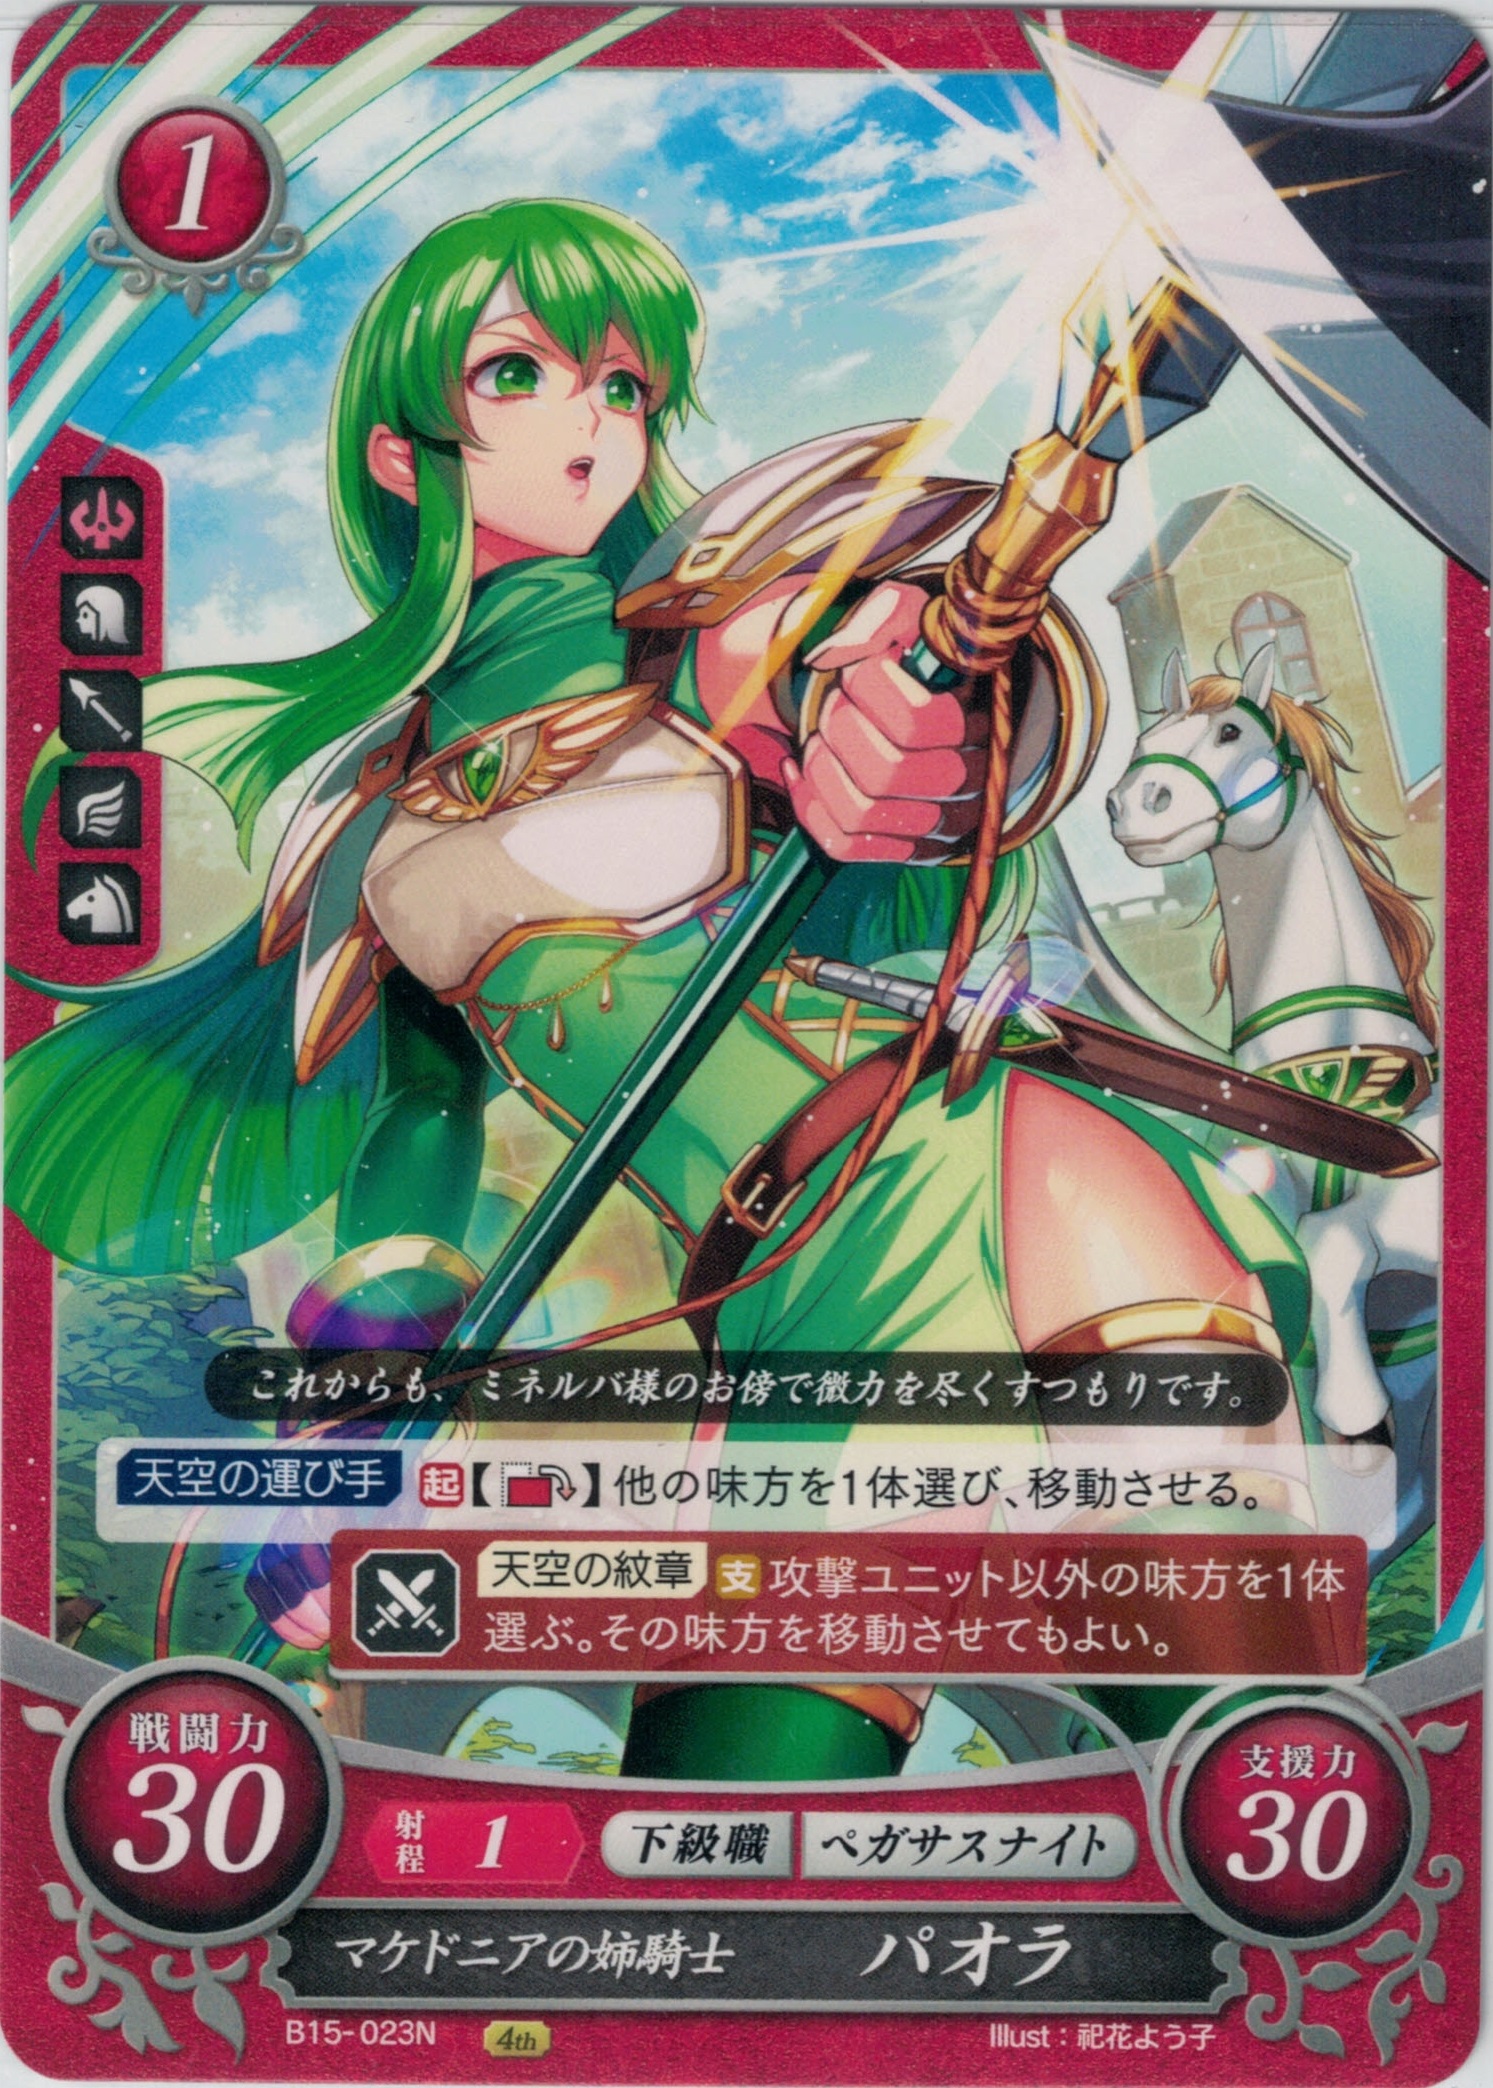 1
これからも、ミネルバ様のお傍で微力を尽くすつもりです。
天空の運び手 起【】他の味方を1体選び、移動させる。
天空の紋章 支 攻撃ユニット以外の味方を1体
選ぶ。その味方を移動させてもよい。
戦闘力
30
射程 1
下級職 ペガサスナイト
支援力
30
マケドニアの姉騎士 パオラ
B15-023N 4th Illust：祀花よう子